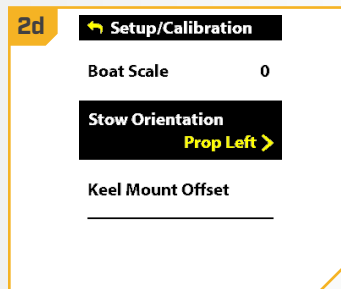 2d
Setup/Calibration
Boat Scale 0
Stow Orientation
Prop Left >
Keel Mount Offset